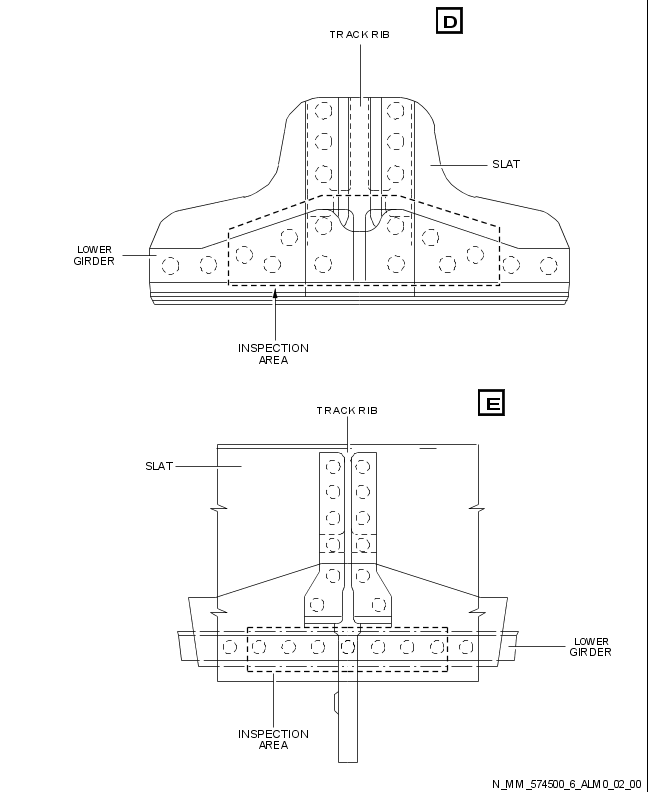 D
TRACK RIB
SLAT
LOWER
GIRDER
INSPECTION
AREA
E
TRACK RIB
SLAT
LOWER
GIRDER
INSPECTION
AREA
N_MM_574500_6_ALM0_02_00